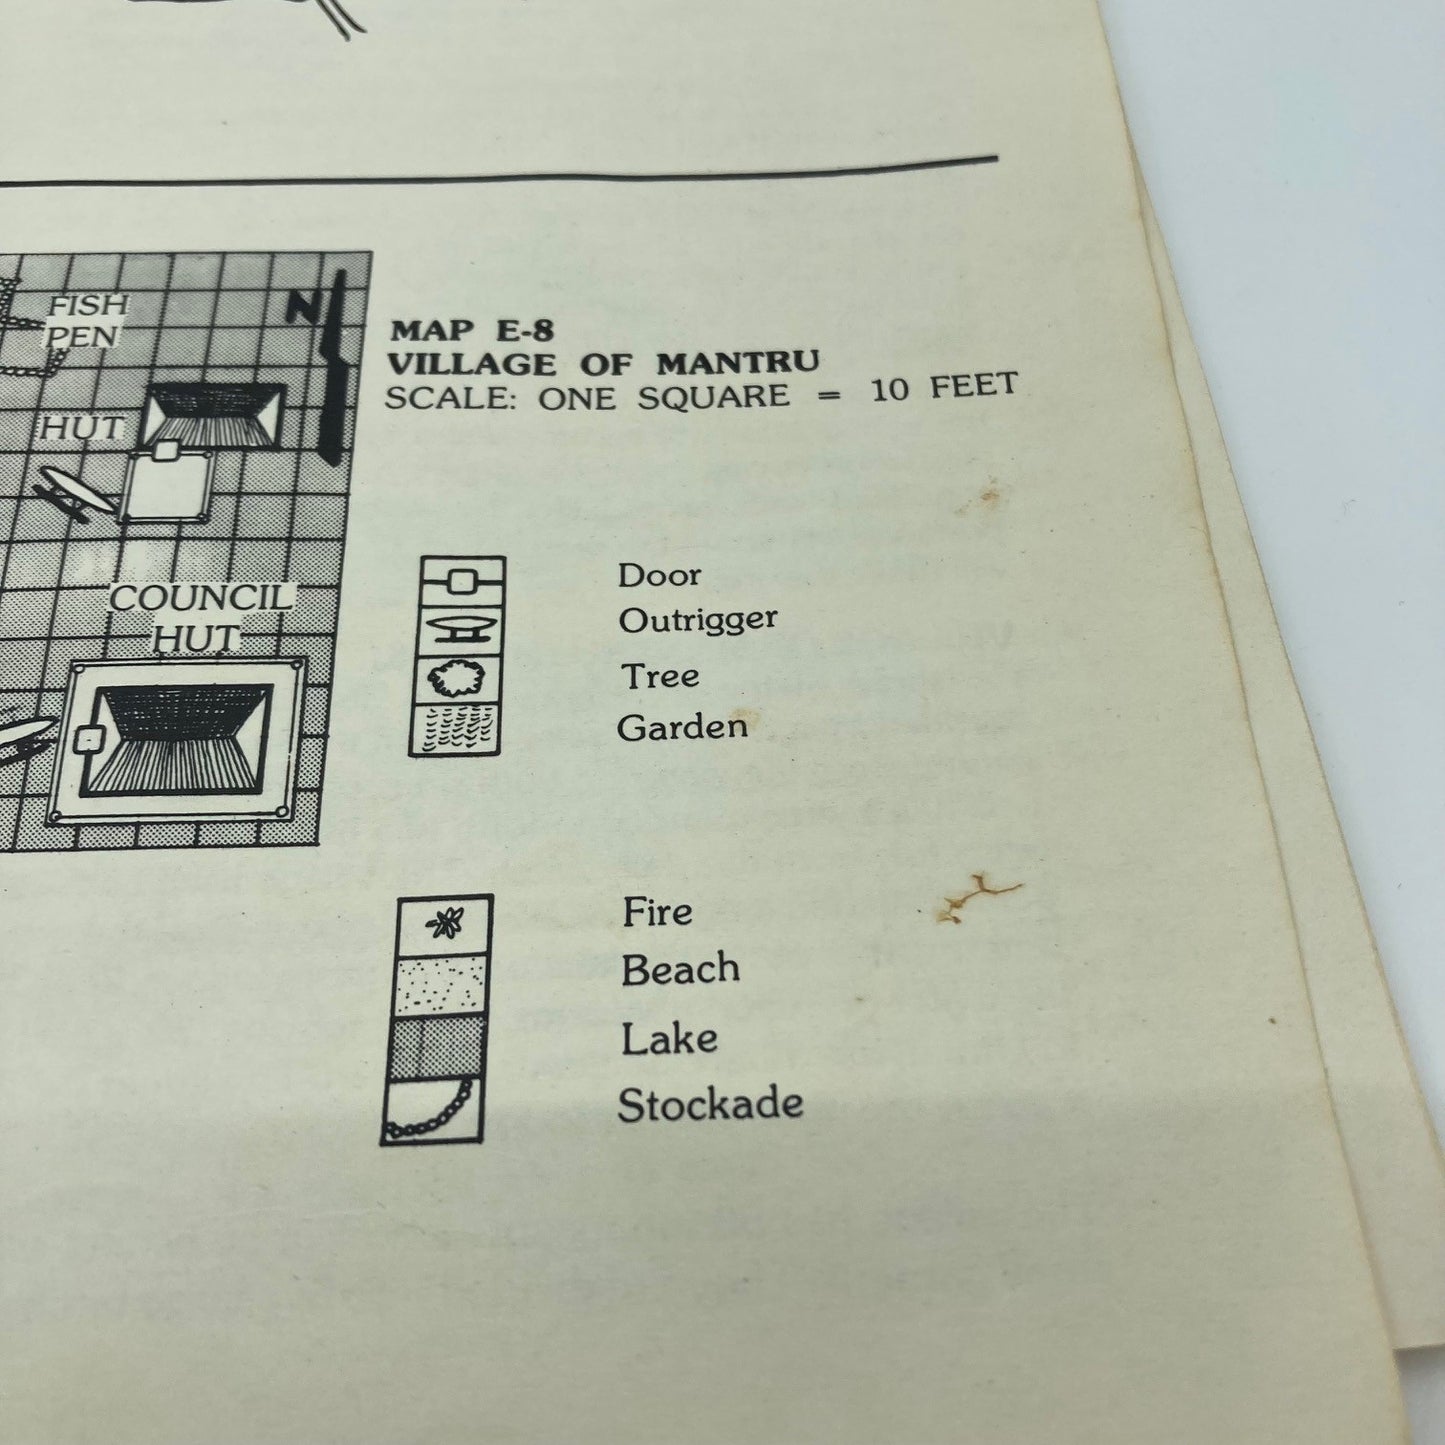 FISH
PEN
N
HUT
COUNCIL
HUT
MAP E-8
VILLAGE OF MANTRU
SCALE: ONE SQUARE = 10 FEET
Door
Outrigger
Tree
Garden
Fire
Beach
Lake
Stockade